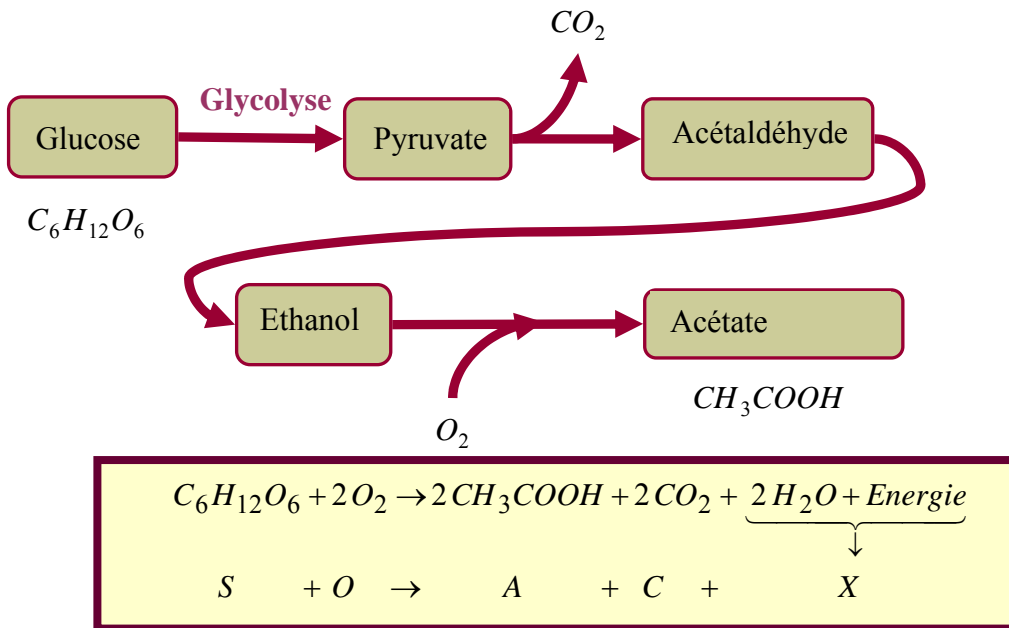 CO₂
Glycolyse
Glucose
Pyruvate
Acétaldéhyde
C₆H₁₂O₆
Ethanol
Acétate
CH₃COOH
O₂
C₆H₁₂O₆ + 2O₂ → 2CH₃COOH + 2CO₂ + 2H₂O + Energie
↓
S + O → A + C + X